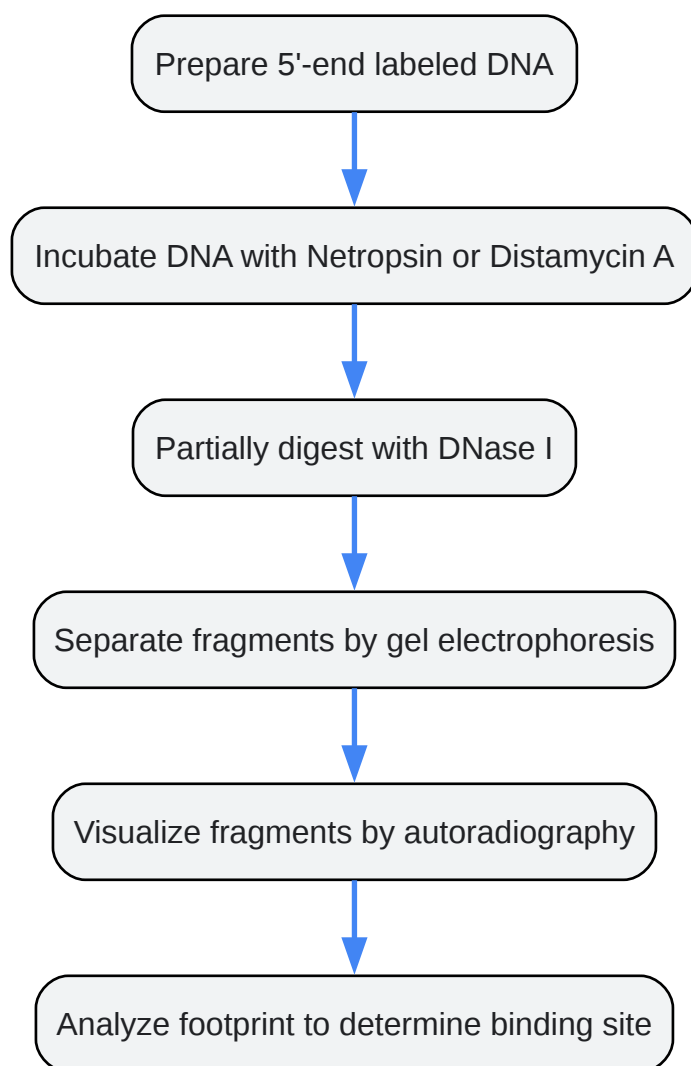 Prepare 5'-end labeled DNA
Incubate DNA with Netropsin or Distamycin A
Partially digest with DNase I
Separate fragments by gel electrophoresis
Visualize fragments by autoradiography
Analyze footprint to determine binding site